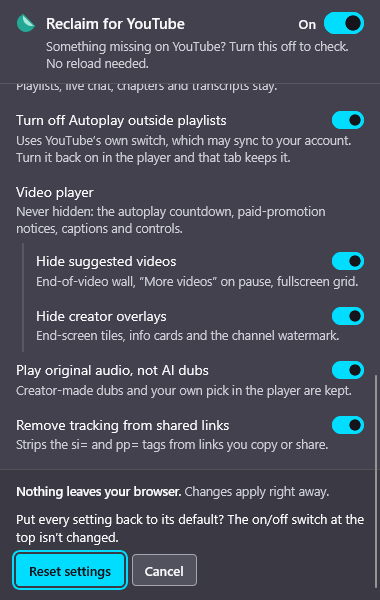 Reclaim for YouTube
On
Something missing on YouTube? Turn this off to check.
No reload needed.
Playlists, live chat, chapters and transcripts stay.
Turn off Autoplay outside playlists
Uses YouTube's own switch, which may sync to your account.
Turn it back on in the player and that tab keeps it.
Video player
Never hidden: the autoplay countdown, paid-promotion
notices, captions and controls.
Hide suggested videos
End-of-video wall, "More videos" on pause, fullscreen grid.
Hide creator overlays
End-screen tiles, info cards and the channel watermark.
Play original audio, not AI dubs
Creator-made dubs and your own pick in the player are kept.
Remove tracking from shared links
Strips the si= and pp= tags from links you copy or share.
Nothing leaves your browser. Changes apply right away.
Put every setting back to its default? The on/off switch at the
top isn't changed.
Reset settings
Cancel